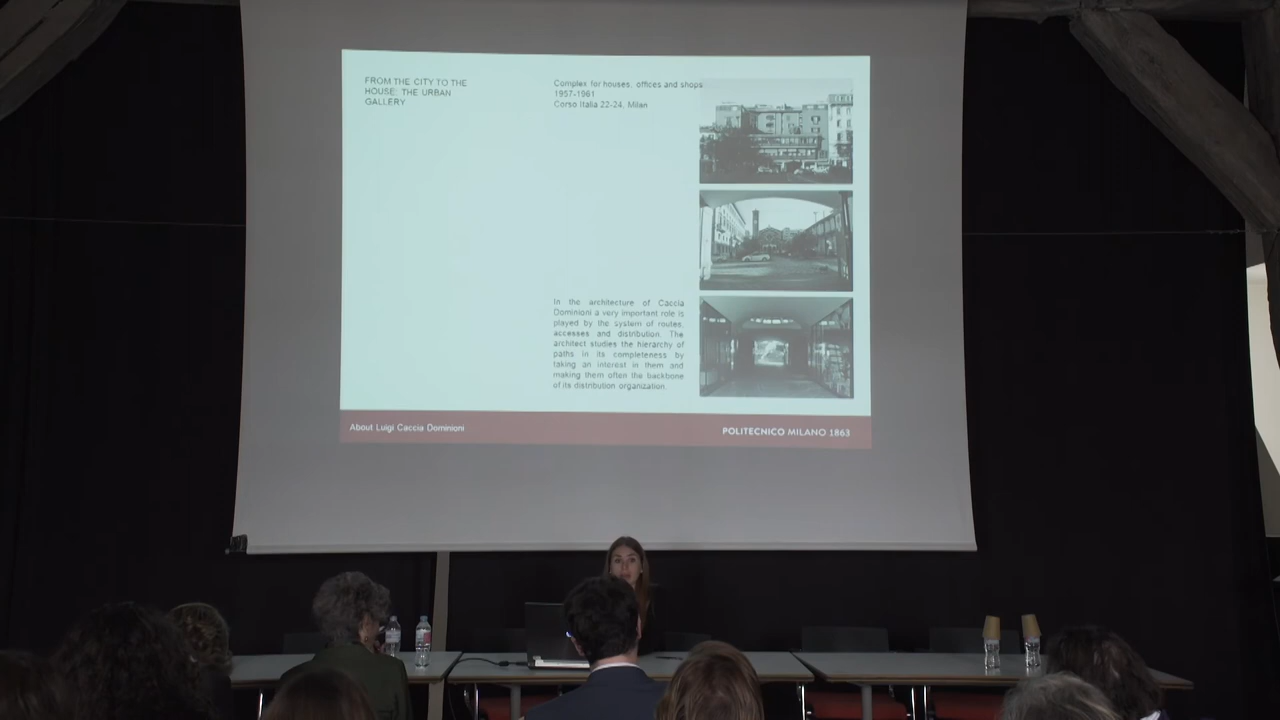 FROM THE CITY TO THE
HOUSE: THE URBAN
GALLERY
Complex for houses, offices and shops
1957-1961
Corso Italia 22-24, Milan
In the architecture of Caccia
Dominioni a very important role is
played by the system of routes,
accesses and distribution. The
architect studies the hierarchy of
paths in its completeness by
taking an interest in them and
making them often the backbone
of its distribution organization.
About Luigi Caccia Dominioni
POLITECNICO MILANO 1863